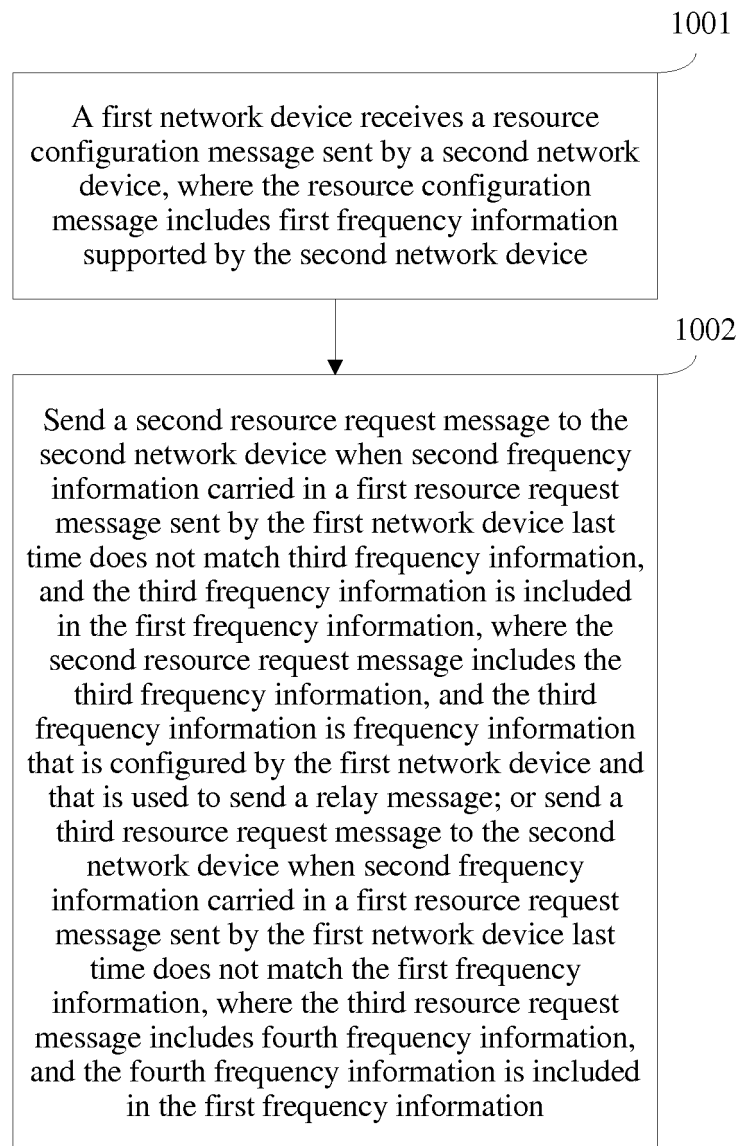 1001
A first network device receives a resource
configuration message sent by a second network
device, where the resource configuration
message includes first frequency information
supported by the second network device
1002
Send a second resource request message to the
second network device when second frequency
information carried in a first resource request
message sent by the first network device last
time does not match third frequency information,
and the third frequency information is included
in the first frequency information, where the
second resource request message includes the
third frequency information, and the third
frequency information is frequency information
that is configured by the first network device and
that is used to send a relay message; or send a
third resource request message to the second
network device when second frequency
information carried in a first resource request
message sent by the first network device last
time does not match the first frequency
information, where the third resource request
message includes fourth frequency information,
and the fourth frequency information is included
in the first frequency information